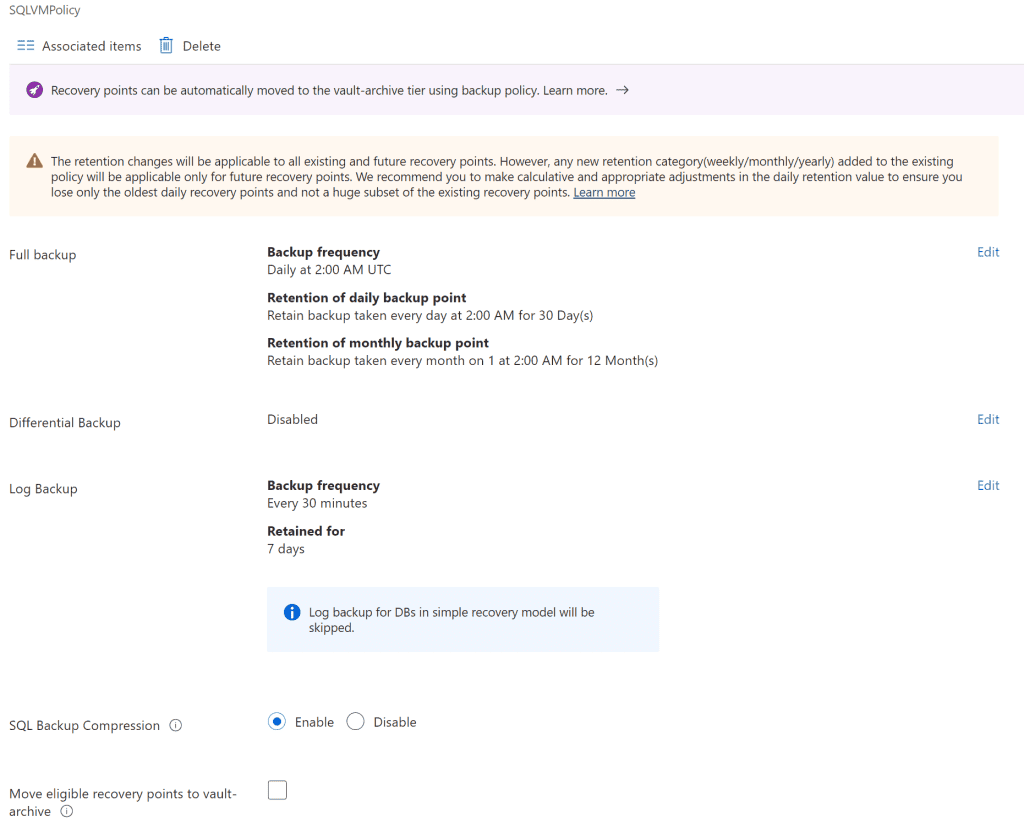 SQLVMPolicy
Associated items
Delete
Recovery points can be automatically moved to the vault-archive tier using backup policy. Learn more. →
The retention changes will be applicable to all existing and future recovery points. However, any new retention category(weekly/monthly/yearly) added to the existing
policy will be applicable only for future recovery points. We recommend you to make calculative and appropriate adjustments in the daily retention value to ensure you
lose only the oldest daily recovery points and not a huge subset of the existing recovery points. Learn more
Full backup
Backup frequency
Edit
Daily at 2:00 AM UTC
Retention of daily backup point
Retain backup taken every day at 2:00 AM for 30 Day(s)
Retention of monthly backup point
Retain backup taken every month on 1 at 2:00 AM for 12 Month(s)
Differential Backup
Disabled
Edit
Log Backup
Backup frequency
Edit
Every 30 minutes
Retained for
7 days
Log backup for DBs in simple recovery model will be
skipped.
SQL Backup Compression
Enable
Disable
Move eligible recovery points to vault-
archive